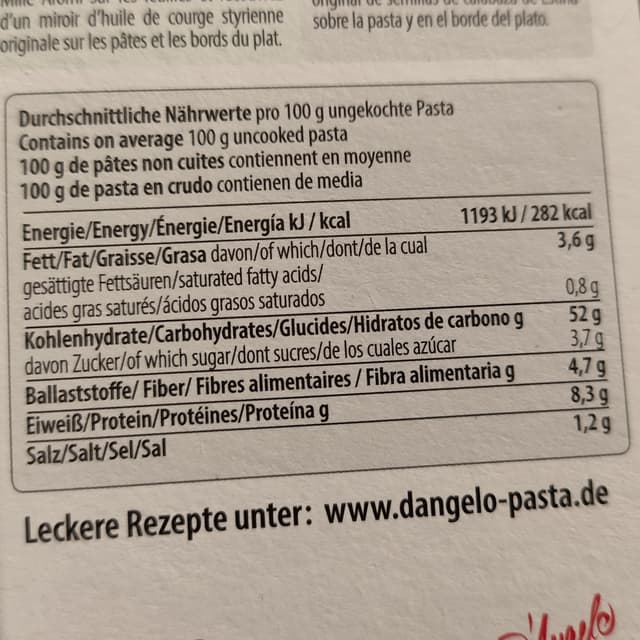 d'un miroir d'huile de courge styrienne
originale sur les pâtes et les bords du plat.
sobre la pasta y en el borde del plato.
Durchschnittliche Nährwerte pro 100 g ungekochte Pasta
Contains on average 100 g uncooked pasta
100 g de pâtes non cuites contiennent en moyenne
100 g de pasta en crudo contienen de media
Energie/Energy/Énergie/Energía kJ / kcal 1193 kJ / 282 kcal
Fett/Fat/Graisse/Grasa davon/of which/dont/de la cual 3,6 g
gesättigte Fettsäuren/saturated fatty acids/
acides gras saturés/ácidos grasos saturados 0,8 g
Kohlenhydrate/Carbohydrates/Glucides/Hidratos de carbono g 52 g
davon Zucker/of which sugar/dont sucres/de los cuales azúcar 3,7 g
Ballaststoffe/ Fiber/ Fibres alimentaires / Fibra alimentaria g 4,7 g
Eiweiß/Protein/Protéines/Proteína g 8,3 g
Salz/Salt/Sel/Sal 1,2 g
Leckere Rezepte unter: www.dangelo-pasta.de